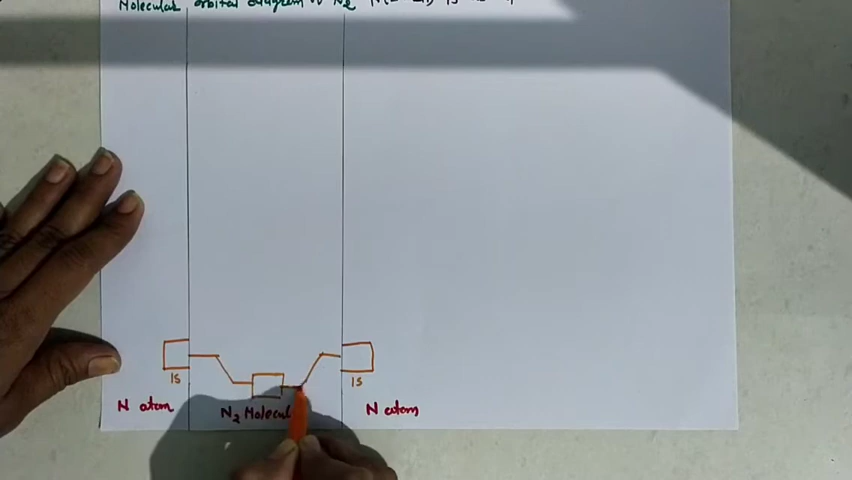 Molecular orbital diagram of N2
1S
1S
N atom
N2 Molecul
N atom